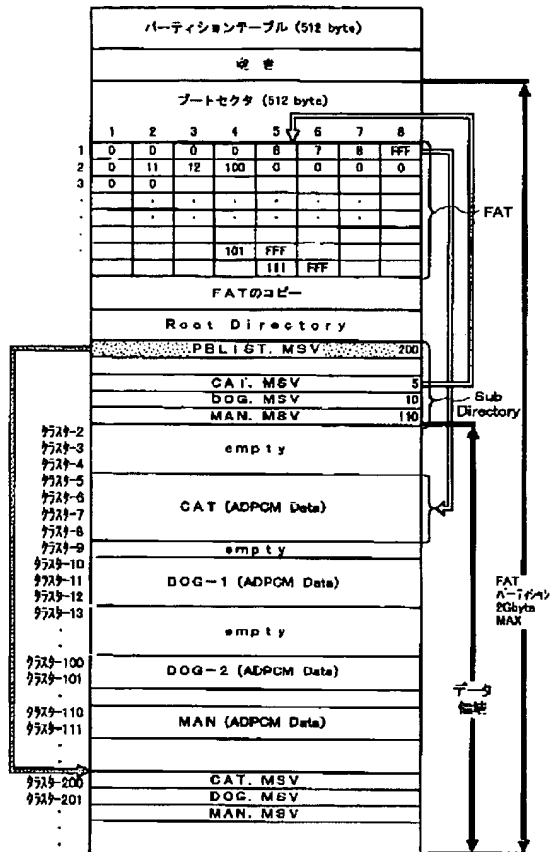 パーティションテーブル (512 byte)
空き
ブートセクタ (512 byte)
1 2 3 4 5 6 7 8
1 0 0 0 0 6 7 8 FFF
2 0 11 12 100 0 0 0 0
3 0 0
101 FFF
111 FFF
FAT
FATのコピー
Root Directory
PBLIST. MSV 200
CAT. MSV 5
DOG. MSV 10
MAN. MSV 110
Sub
Directory
クラスター2
クラスター3
クラスター4
クラスター5
クラスター6
クラスター7
クラスター8
クラスター9
クラスター10
クラスター11
クラスター12
クラスター13
クラスター100
クラスター101
クラスター110
クラスター111
クラスター200
クラスター201
empty
CAT (ADPCM Data)
empty
DOG-1 (ADPCM Data)
empty
DOG-2 (ADPCM Data)
MAN (ADPCM Data)
CAT. MSV
DOG. MSV
MAN. MSV
FAT
パーティション
2Gbyte
MAX
データ